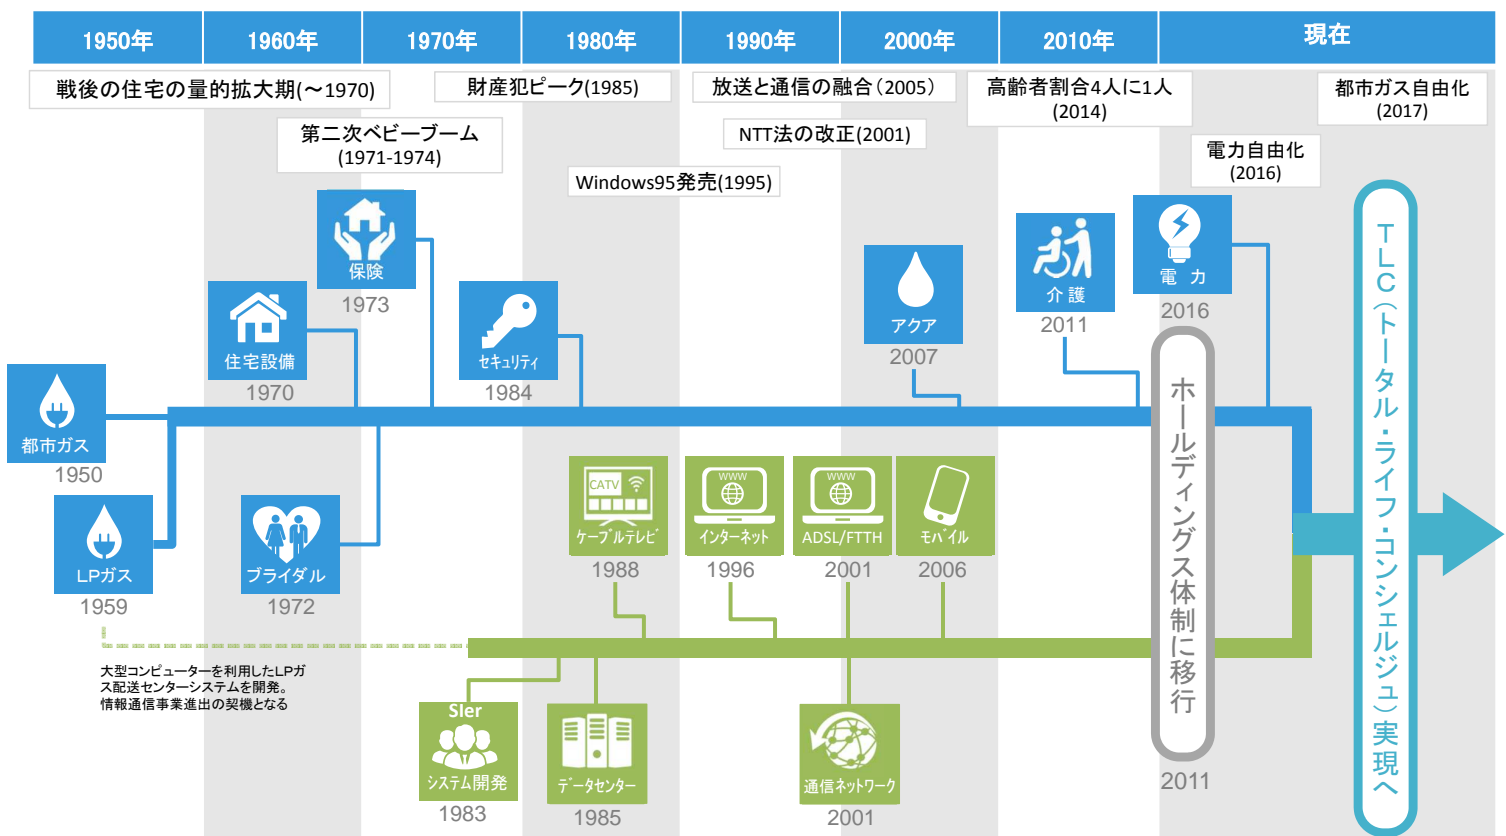 1950年
1960年
1970年
1980年
1990年
2000年
2010年
現在
戦後の住宅の量的拡大期(～1970)
財産犯ピーク(1985)
放送と通信の融合（2005）
高齢者割合4人に1人
(2014)
都市ガス自由化
(2017)
第二次ベビーブーム
(1971-1974)
NTT法の改正(2001)
電力自由化
(2016)
Windows95発売(1995)
保険
1973
住宅設備
1970
セキュリティ
1984
アクア
2007
介護
2011
電力
2016
都市ガス
1950
LPガス
1959
ブライダル
1972
CATV
ケーブルテレビ
1988
WWW
インターネット
1996
WWW
ADSL/FTTH
2001
モバイル
2006
大型コンピューターを利用したLPガ
ス配送センターシステムを開発。
情報通信事業進出の契機となる
SIer
システム開発
1983
データセンター
1985
通信ネットワーク
2001
ホールディングス体制に移行
2011
TLC（トータル・ライフ・コンシェルジュ）実現へ